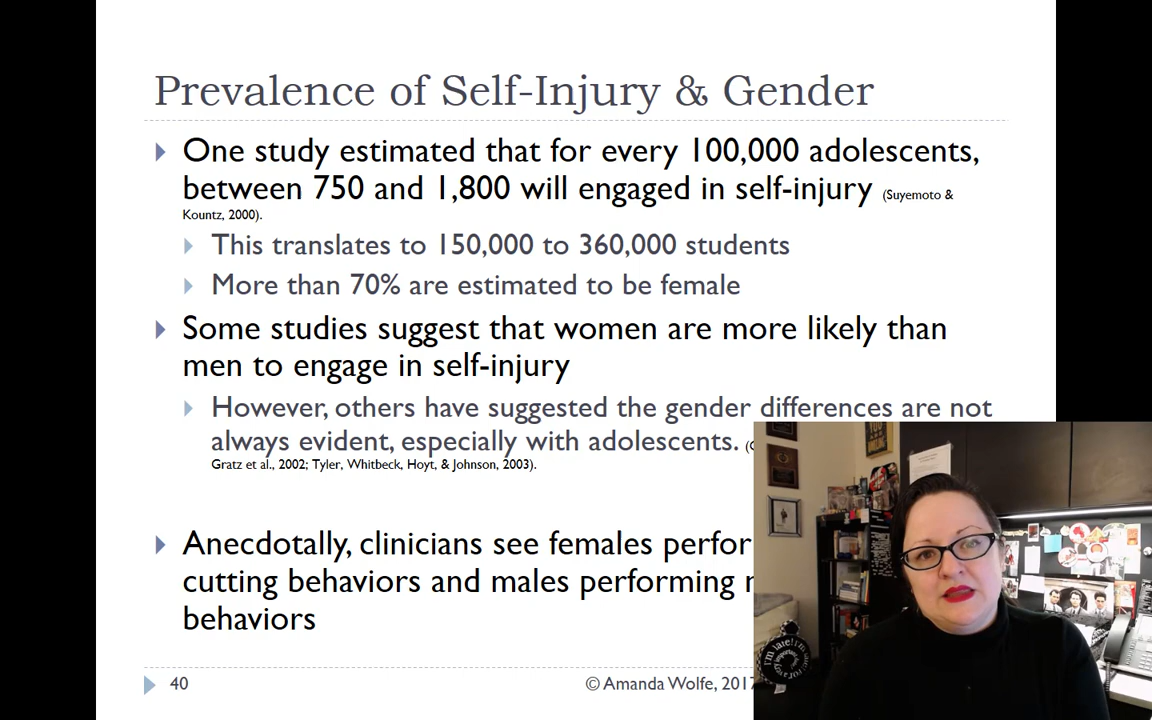 Prevalence of Self-Injury & Gender
One study estimated that for every 100,000 adolescents,
between 750 and 1,800 will engaged in self-injury (Suyemoto &
Kountz, 2000).
This translates to 150,000 to 360,000 students
More than 70% are estimated to be female
Some studies suggest that women are more likely than
men to engage in self-injury
However, others have suggested the gender differences are not
always evident, especially with adolescents. (
Gratz et al., 2002; Tyler, Whitbeck, Hoyt, & Johnson, 2003).
Anecdotally, clinicians see females perfor
cutting behaviors and males performing
behaviors
40
© Amanda Wolfe, 2017
I'm late! I'm